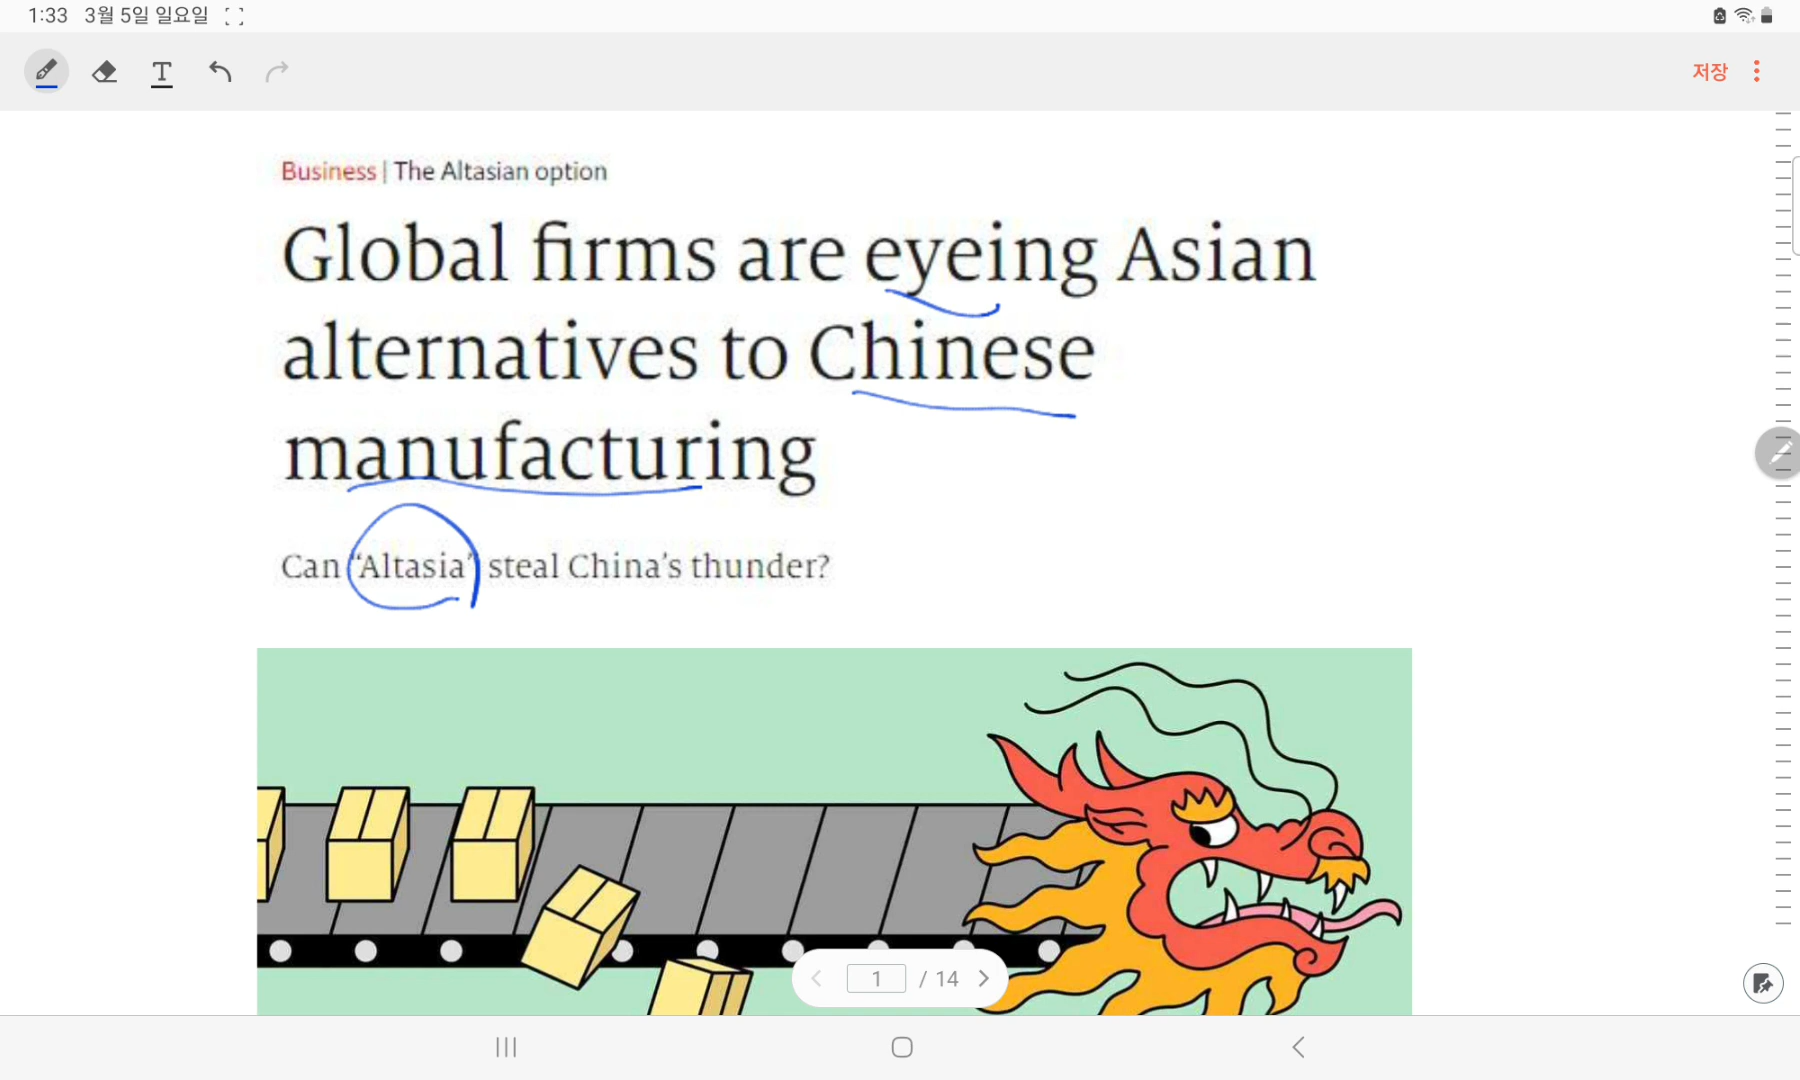 1:33 3월 5일 일요일
T
저장
Business | The Altasian option
Global firms are eyeing Asian
alternatives to Chinese
manufacturing
Can “Altasia” steal China’s thunder?
1 / 14